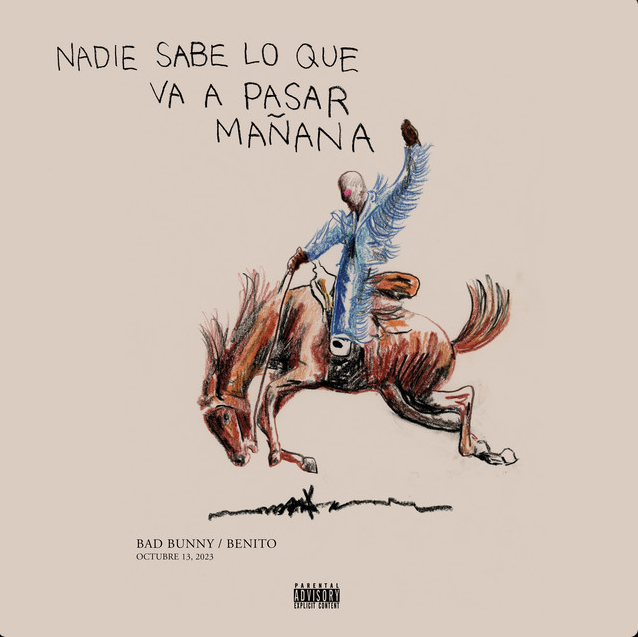 NADIE SABE LO QUE
VA A PASAR
MAÑANA
BAD BUNNY / BENITO
OCTUBRE 13, 2023
PARENTAL
ADVISORY
EXPLICIT CONTENT